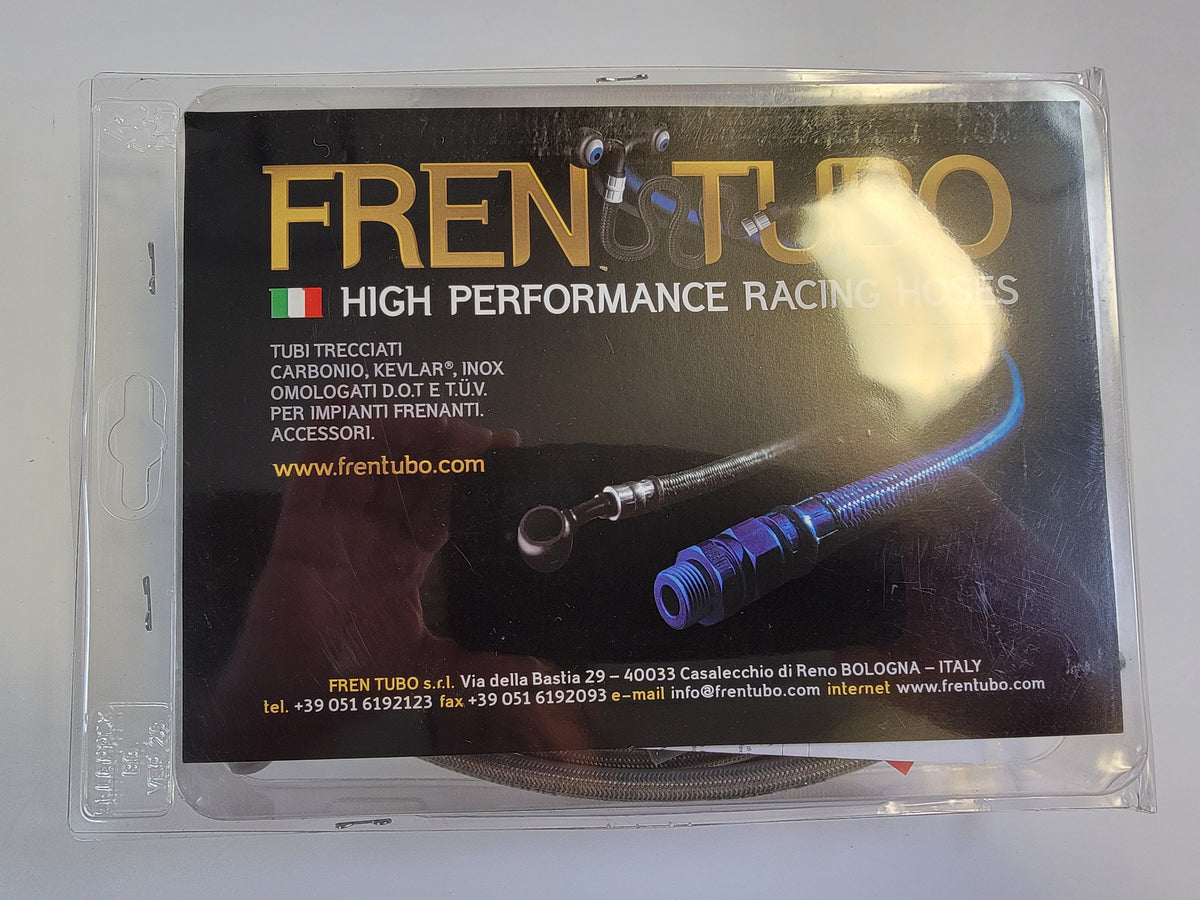 FREN TUBO
HIGH PERFORMANCE RACING HOSES
TUBI TRECCIATI
CARBONIO, KEVLAR®, INOX
OMOLOGATI D.O.T E T.Ü.V.
PER IMPIANTI FRENANTI.
ACCESSORI.
www.frentubo.com
FREN TUBO s.r.l. Via della Bastia 29 – 40033 Casalecchio di Reno BOLOGNA – ITALY
tel. +39 051 6192123 fax +39 051 6192093 e-mail info@frentubo.com internet www.frentubo.com